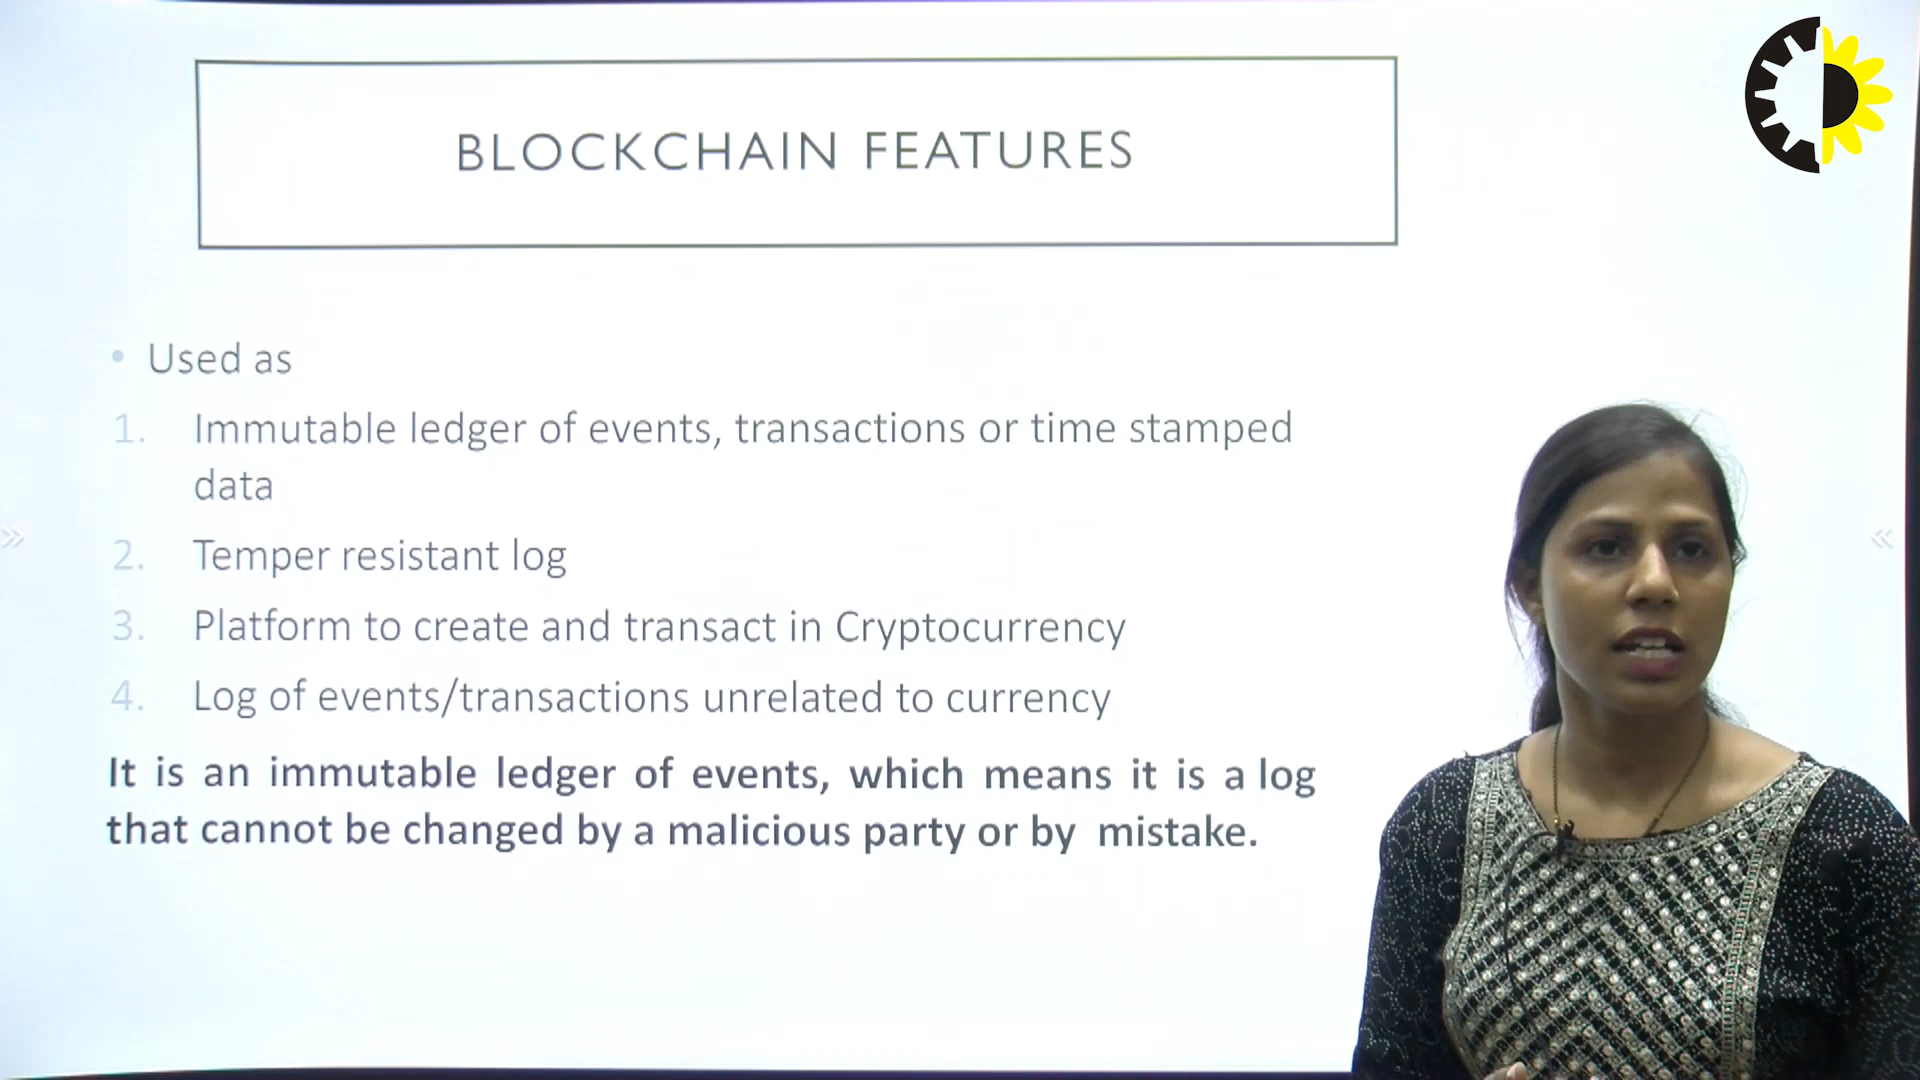 BLOCKCHAIN FEATURES
• Used as
1. Immutable ledger of events, transactions or time stamped
data
2. Temper resistant log
3. Platform to create and transact in Cryptocurrency
4. Log of events/transactions unrelated to currency
It is an immutable ledger of events, which means it is a log
that cannot be changed by a malicious party or by mistake.